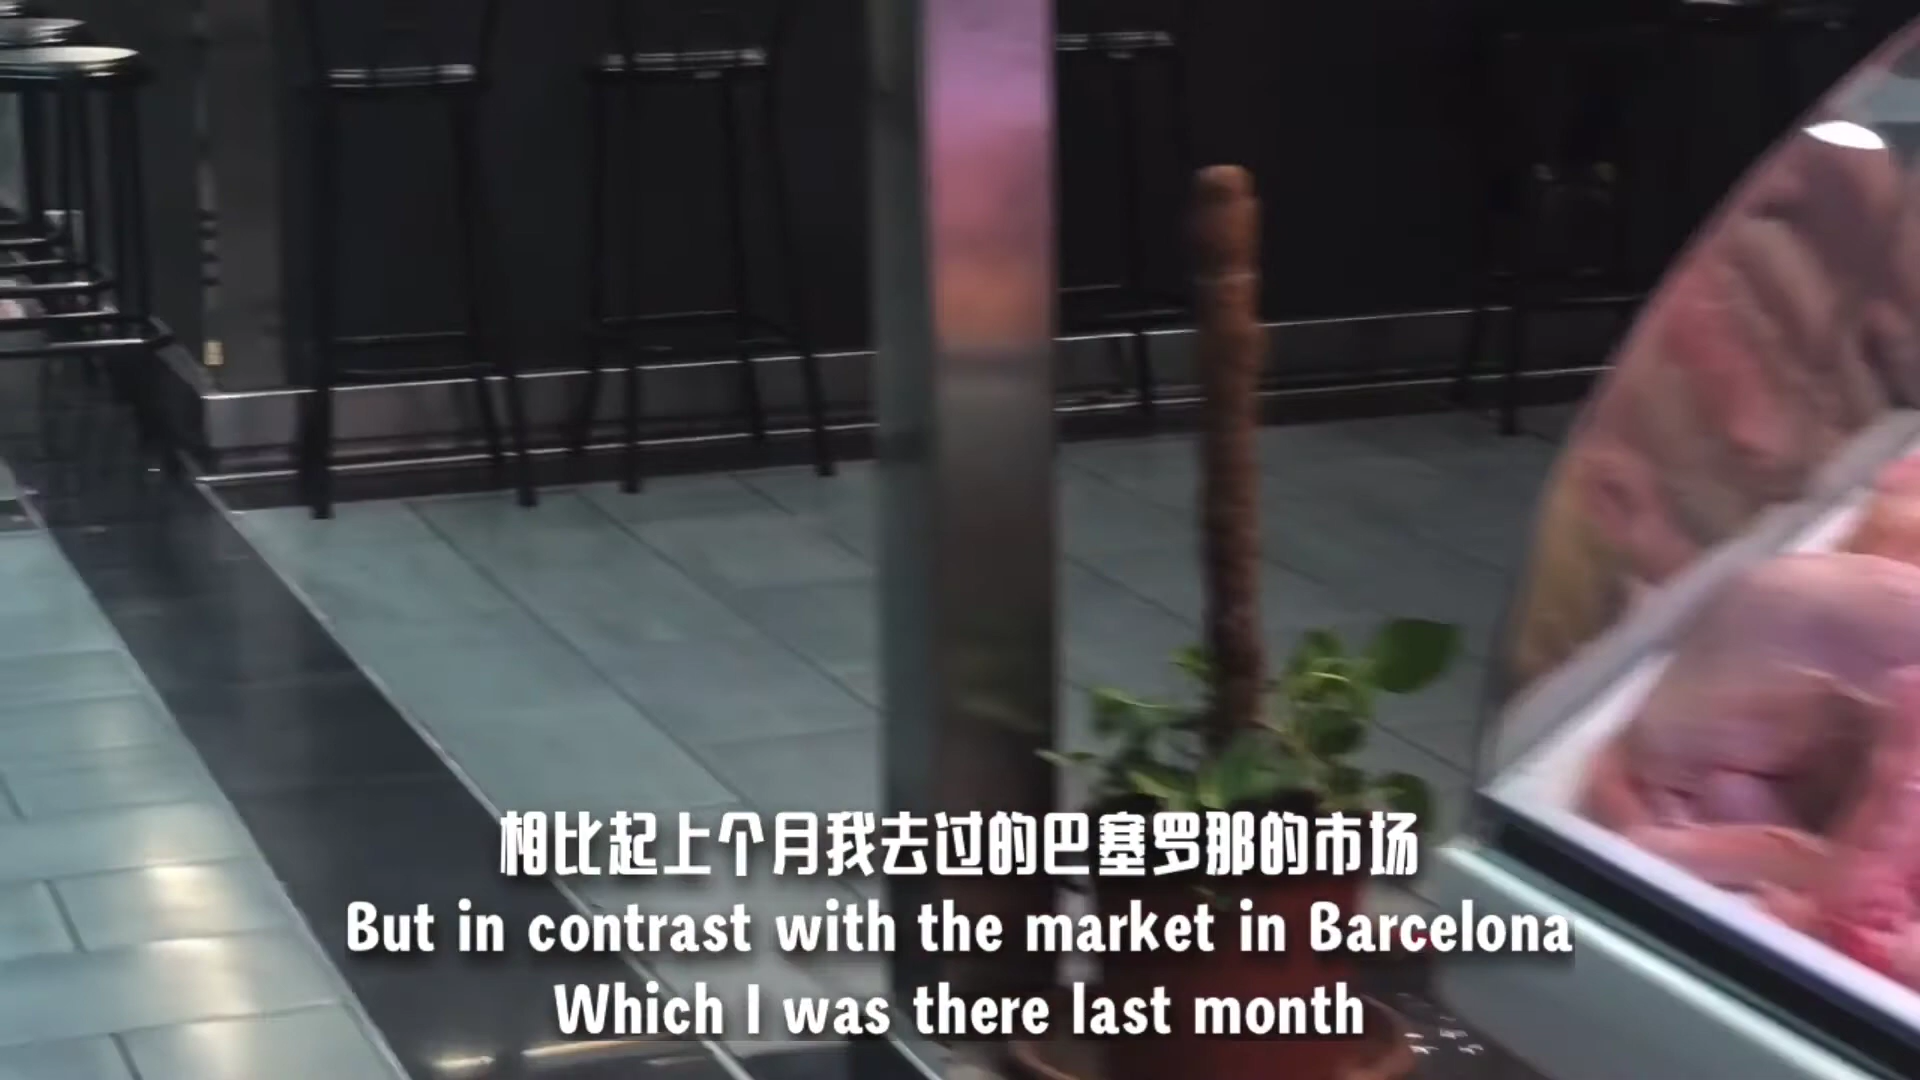 相比起上个月我去过的巴塞罗那的市场
But in contrast with the market in Barcelona
Which I was there last month